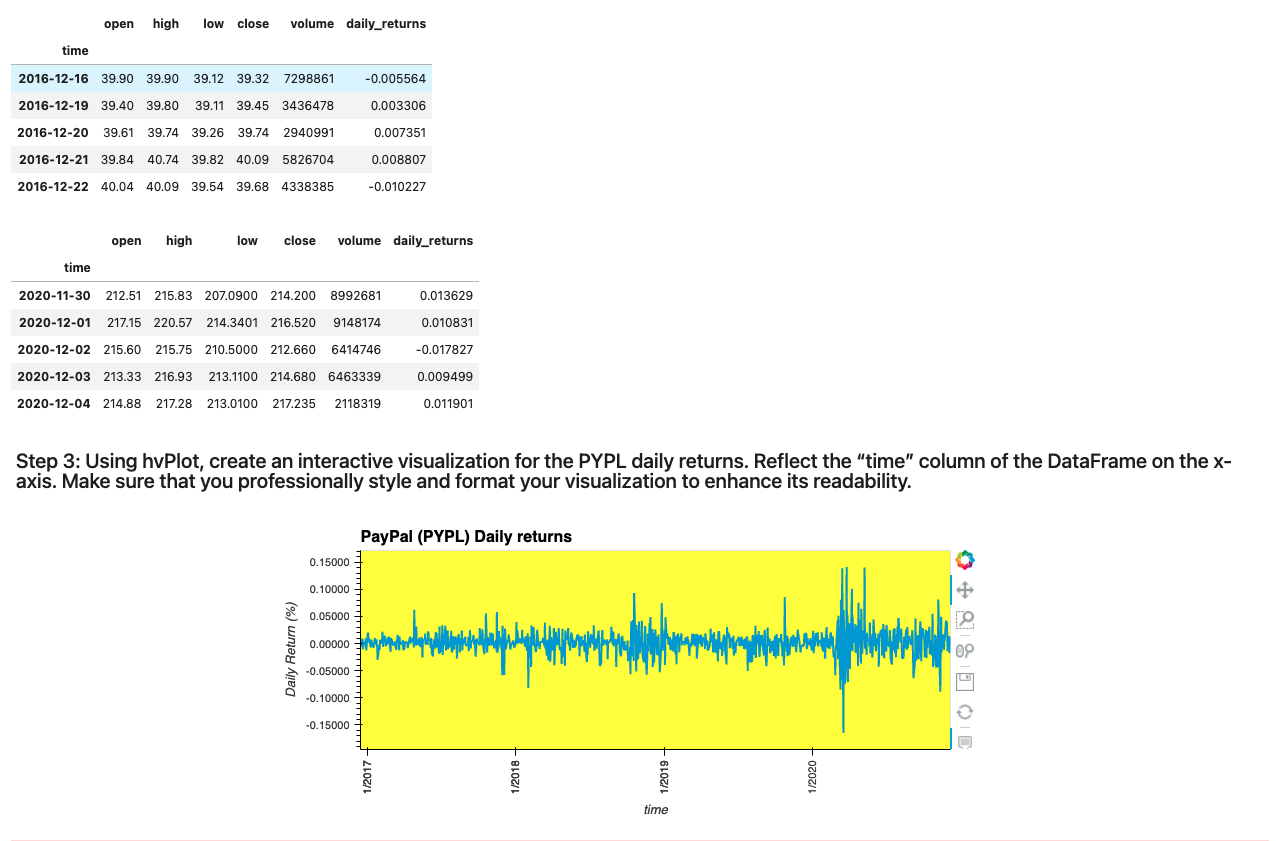 open high low close volume daily_returns
time
2016-12-16 39.90 39.90 39.12 39.32 7298861 -0.005564
2016-12-19 39.40 39.80 39.11 39.45 3436478 0.003306
2016-12-20 39.61 39.74 39.26 39.74 2940991 0.007351
2016-12-21 39.84 40.74 39.82 40.09 5826704 0.008807
2016-12-22 40.04 40.09 39.54 39.68 4338385 -0.010227
open high low close volume daily_returns
time
2020-11-30 212.51 215.83 207.0900 214.200 8992681 0.013629
2020-12-01 217.15 220.57 214.3401 216.520 9148174 0.010831
2020-12-02 215.60 215.75 210.5000 212.660 6414746 -0.017827
2020-12-03 213.33 216.93 213.1100 214.680 6463339 0.009499
2020-12-04 214.88 217.28 213.0100 217.235 2118319 0.011901
Step 3: Using hvPlot, create an interactive visualization for the PYPL daily returns. Reflect the “time” column of the DataFrame on the x-
axis. Make sure that you professionally style and format your visualization to enhance its readability.
PayPal (PYPL) Daily returns
0.15000
0.10000
0.05000
0.00000
-0.05000
-0.10000
-0.15000
Daily Return (%)
1/2017
1/2018
1/2019
1/2020
time